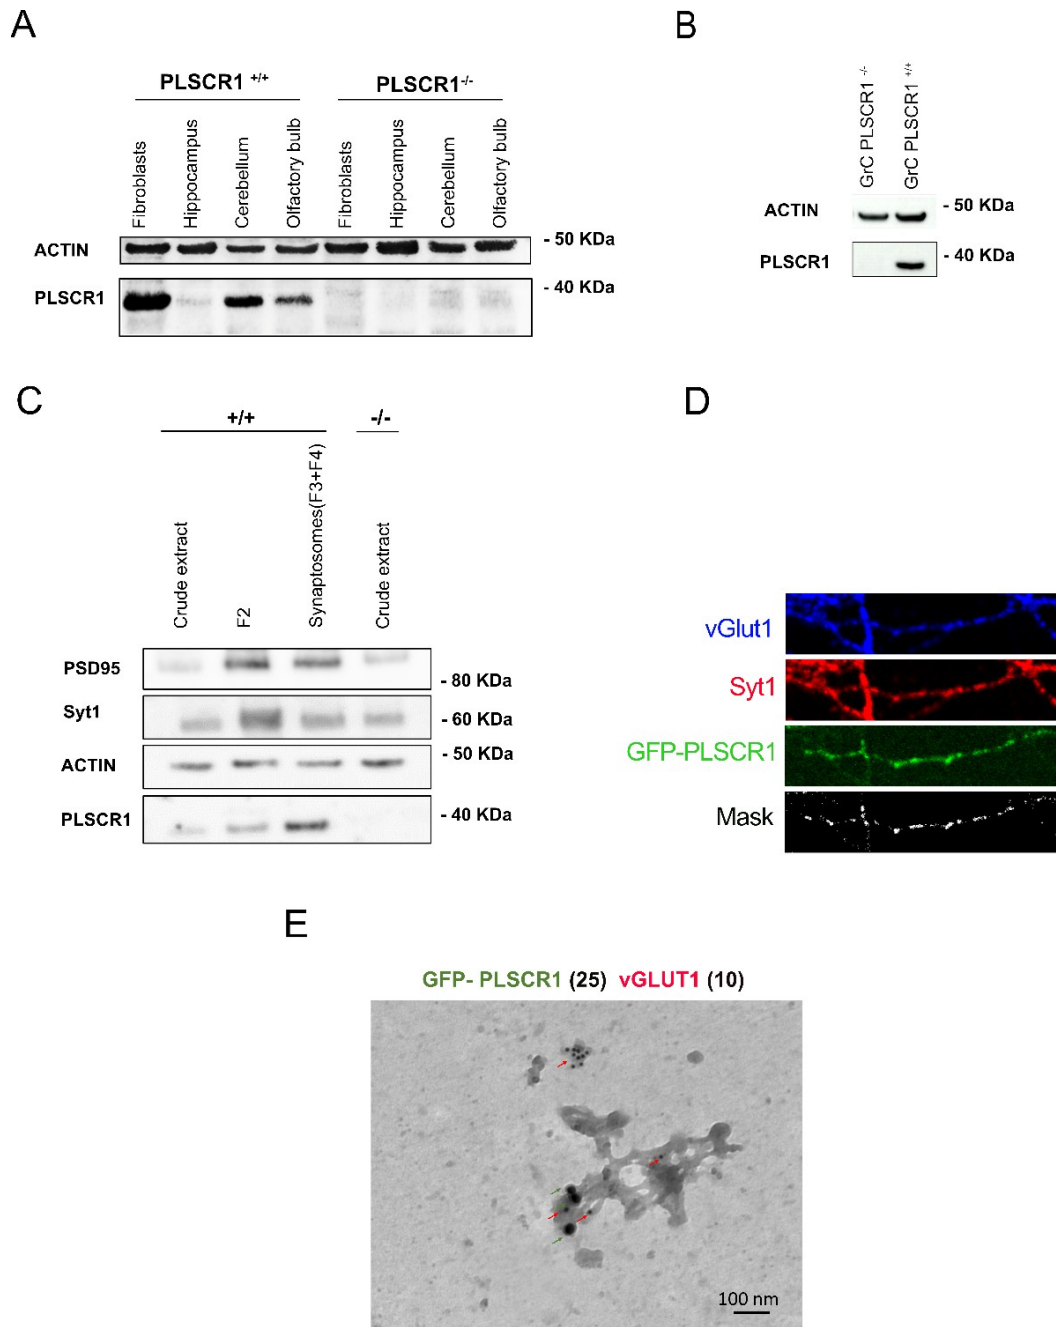 A
PLSCR1 +/+ PLSCR1-/-
Fibroblasts Hippocampus Cerebellum Olfactory bulb Fibroblasts Hippocampus Cerebellum Olfactory bulb
ACTIN - 50 KDa
PLSCR1 - 40 KDa
B
GrC PLSCR1 -/- GrC PLSCR1 +/+
ACTIN - 50 KDa
PLSCR1 - 40 KDa
C
+/+ -/-
Crude extract F2 Synaptosomes(F3+F4) Crude extract
PSD95 - 80 KDa
Syt1 - 60 KDa
ACTIN - 50 KDa
PLSCR1 - 40 KDa
D
vGlut1
Syt1
GFP-PLSCR1
Mask
E
GFP- PLSCR1 (25) vGLUT1 (10)
100 nm